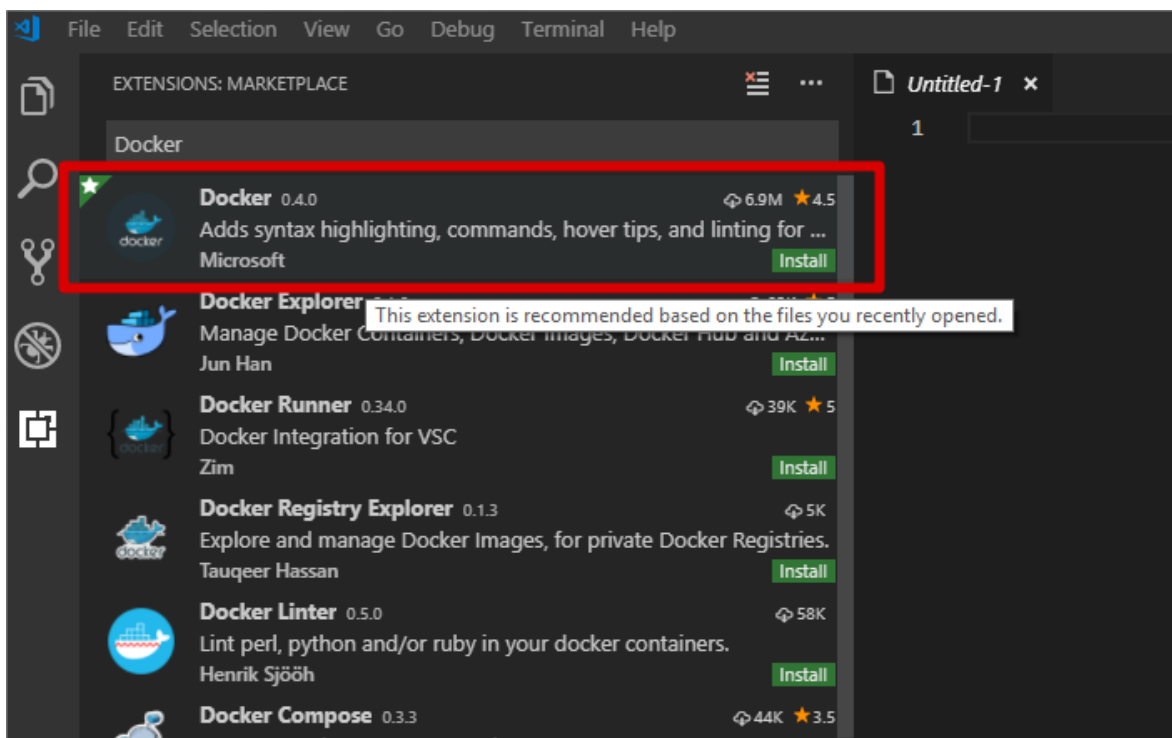 File Edit Selection View Go Debug Terminal Help
EXTENSIONS: MARKETPLACE
Untitled-1
1
Docker
Docker 0.4.0 6.9M 4.5
Adds syntax highlighting, commands, hover tips, and linting for ...
docker
Microsoft Install
Docker Explorer
This extension is recommended based on the files you recently opened.
Manage Docker Containers, Docker Images, Docker Hub and Az...
Jun Han Install
Docker Runner 0.34.0 39K 5
Docker Integration for VSC
docker
Zim Install
Docker Registry Explorer 0.1.3 5K
Explore and manage Docker Images, for private Docker Registries.
docker
Tauqeer Hassan Install
Docker Linter 0.5.0 58K
Lint perl, python and/or ruby in your docker containers.
Henrik Sjööh Install
Docker Compose 0.3.3 44K 3.5